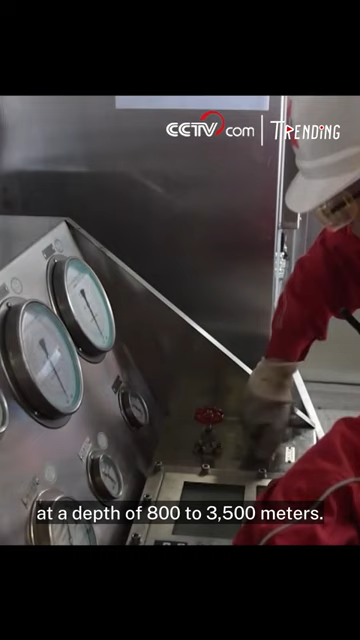 CCTV.com | TRENDING
at a depth of 800 to 3,500 meters.